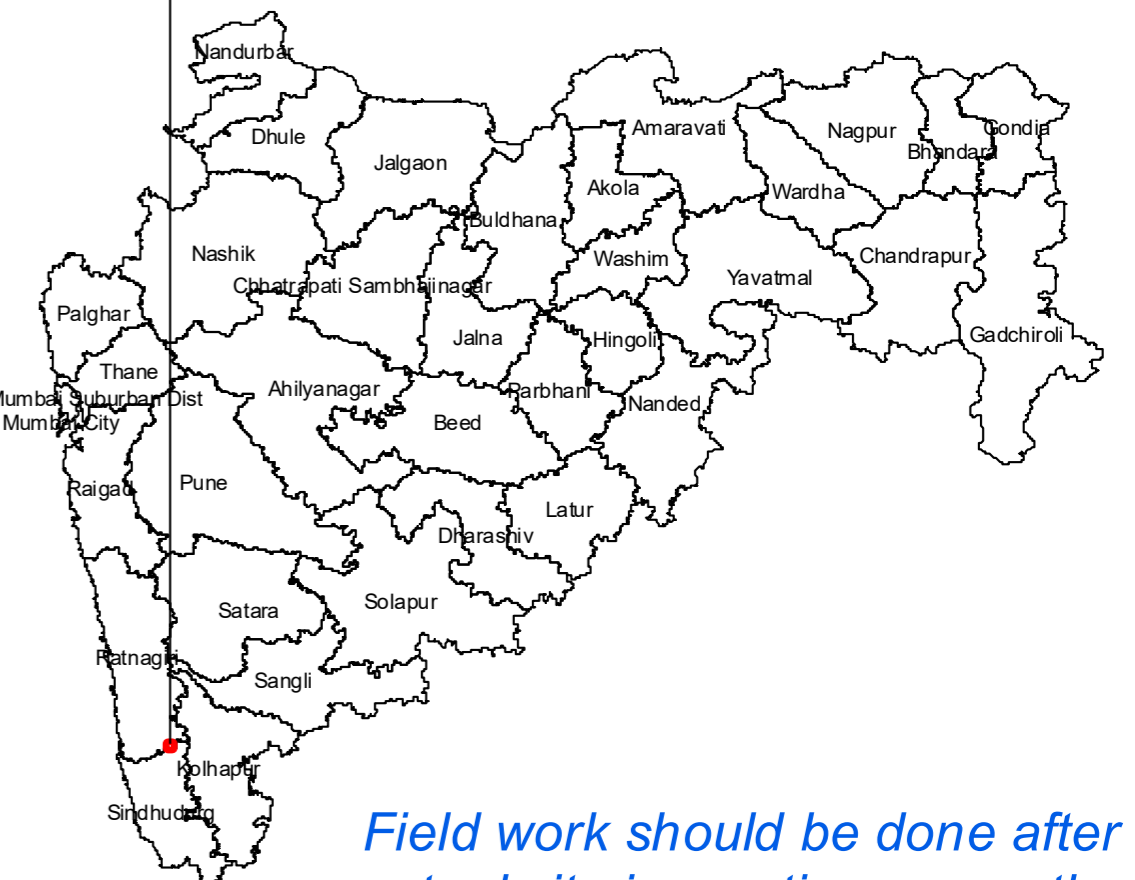 Nandurbar
Dhule
Jalgaon
Amaravati
Nagpur
Gondia
Bhandara
Akola
Wardha
Buldhana
Nashik
Washim
Chandrapur
Yavatmal
Chhatrapati Sambhajinagar
Palghar
Jalna
Hingoli
Gadchiroli
Thane
Ahilyanagar
Parbhani
Mumbai Suburban Dist
Nanded
Mumbai City
Beed
Raigad
Pune
Latur
Dharashiv
Satara
Solapur
Ratnagiri
Sangli
Kolhapur
Sindhudurg
Field work should be done after